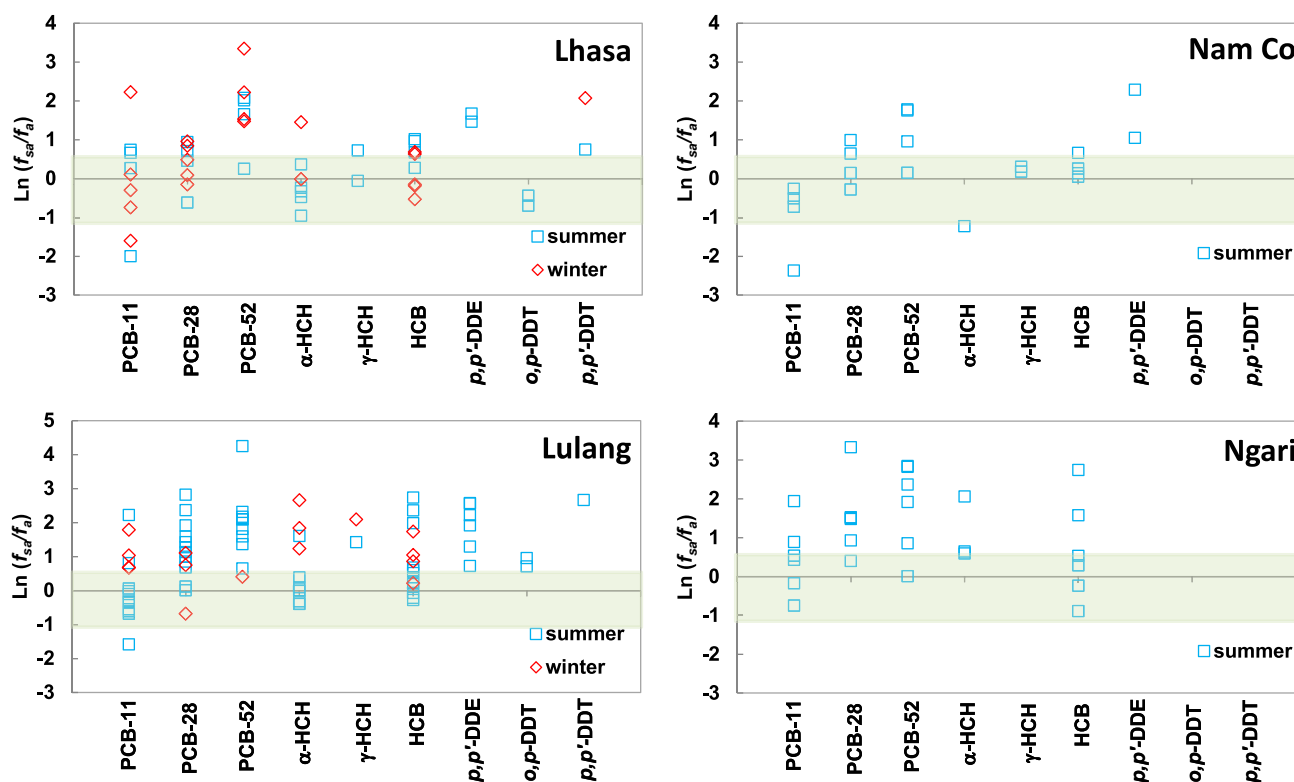 Lhasa
Ln (fsa/fa)
4
3
2
1
0
-1
-2
-3
summer
winter
PCB-11
PCB-28
PCB-52
α-HCH
γ-HCH
HCB
p,p'-DDE
o,p-DDT
p,p'-DDT
Nam Co
Ln (fsa/fa)
4
3
2
1
0
-1
-2
-3
summer
PCB-11
PCB-28
PCB-52
α-HCH
γ-HCH
HCB
p,p'-DDE
o,p-DDT
p,p'-DDT
Lulang
Ln (fsa/fa)
5
4
3
2
1
0
-1
-2
-3
summer
winter
PCB-11
PCB-28
PCB-52
α-HCH
γ-HCH
HCB
p,p'-DDE
o,p-DDT
p,p'-DDT
Ngari
Ln (fsa/fa)
4
3
2
1
0
-1
-2
-3
summer
PCB-11
PCB-28
PCB-52
α-HCH
γ-HCH
HCB
p,p'-DDE
o,p-DDT
p,p'-DDT